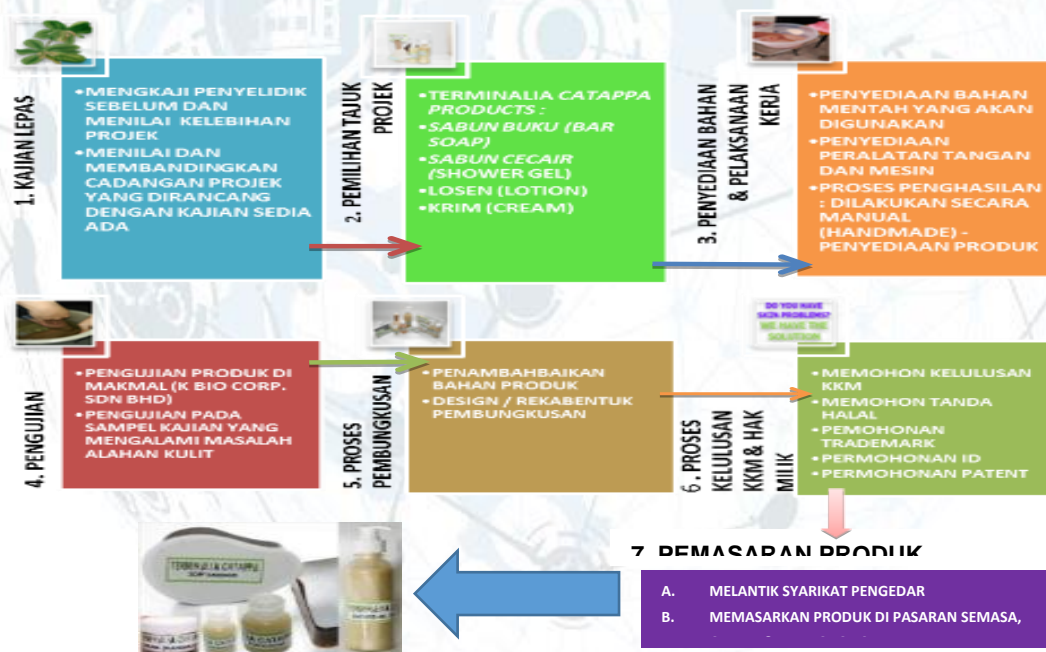 1. KAJIAN LEPAS
•MENGKAJI PENYELIDIK
SEBELUM DAN
MENILAI KELEBIHAN
PROJEK
•MENILAI DAN
MEMBANDINGKAN
CADANGAN PROJEK
YANG DIRANCANG
DENGAN KAJIAN SEDIA
ADA
2. PEMILIHAN TAJUK
PROJEK
•TERMINALIA CATAPPA
PRODUCTS :
•SABUN BUKU (BAR
SOAP)
•SABUN CECAIR
(SHOWER GEL)
•LOSEN (LOTION)
•KRIM (CREAM)
3. PENYEDIAAN BAHAN
& PELAKSANAAN
KERJA
•PENYEDIAAN BAHAN
MENTAH YANG AKAN
DIGUNAKAN
•PENYEDIAAN
PERALATAN TANGAN
DAN MESIN
•PROSES PENGHASILAN
: DILAKUKAN SECARA
MANUAL
(HANDMADE) -
PENYEDIAAN PRODUK
4. PENGUJIAN
•PENGUJIAN PRODUK DI
MAKMAL (K BIO CORP.
SDN BHD)
•PENGUJIAN PADA
SAMPEL KAJIAN YANG
MENGALAMI MASALAH
ALAHAN KULIT
5. PROSES
PEMBUNGKUSAN
•PENAMBAHBAIKAN
BAHAN PRODUK
•DESIGN / REKABENTUK
PEMBUNGKUSAN
DO YOU HAVE
SKIN PROBLEMS?
WE HAVE THE
SOLUTION
6. PROSES
KELULUSAN
KKM & HAK
MILIK
•MEMOHON KELULUSAN
KKM
•MEMOHON TANDA
HALAL
•PEMOHONAN
TRADEMARK
•PERMOHONAN ID
•PERMOHONAN PATENT
7. PEMASARAN PRODUK
A. MELANTIK SYARIKAT PENGEDAR
B. MEMASARKAN PRODUK DI PASARAN SEMASA,
TERMINALIA CATAPPA